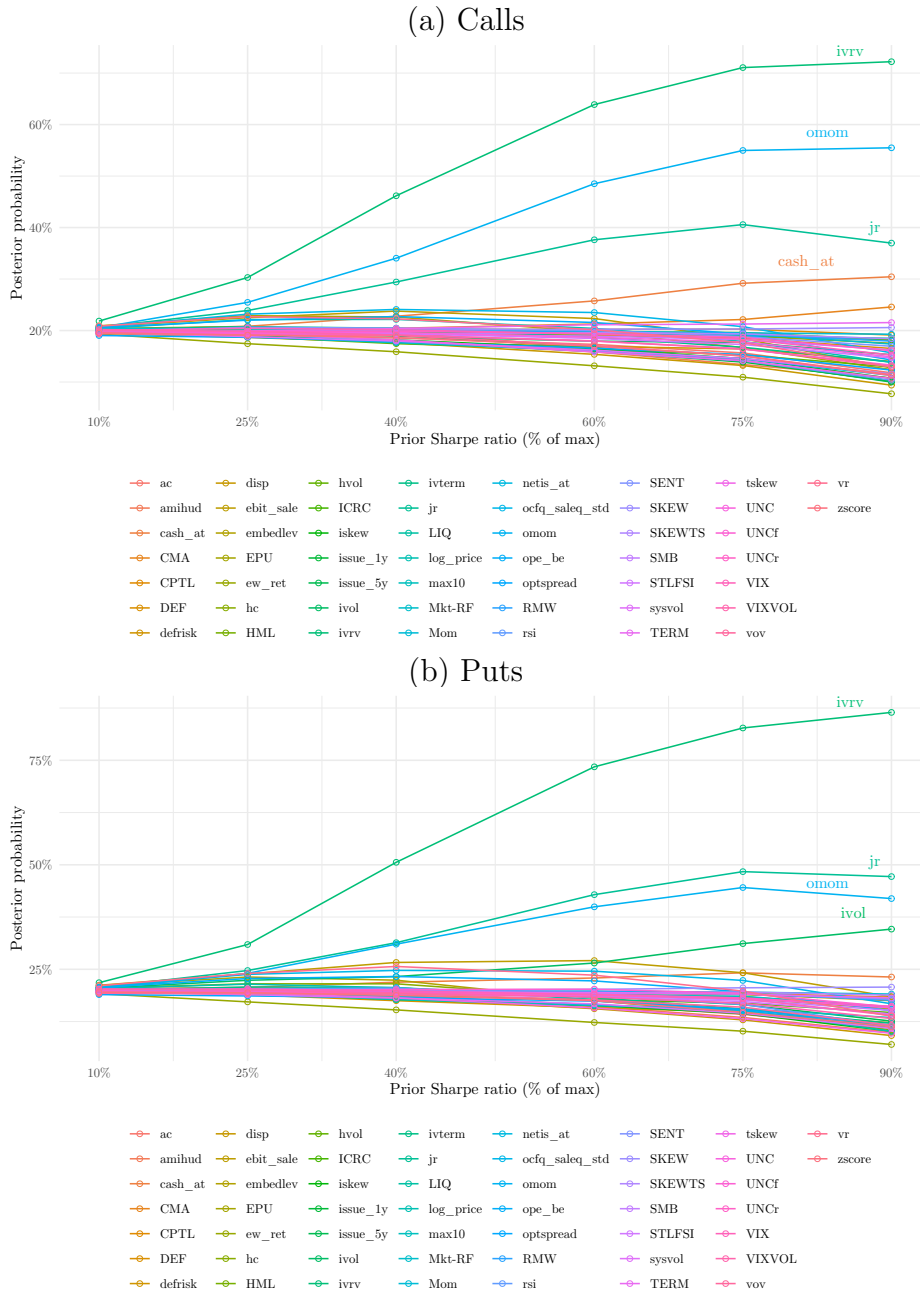 (a) Calls
ivrv
60%
omom
Posterior probability
40%
jr
cash_at
20%
10% 25% 40% 60% 75% 90%
Prior Sharpe ratio (% of max)
ac disp hvol ivterm netis_at SENT tskew vr
amihud ebit_sale ICRC jr ocfq_saleq_std SKEW UNC zscore
cash_at embedlev iskew LIQ omom SKEWTS UNCf
CMA EPU issue_1y log_price ope_be SMB UNCr
CPTL ew_ret issue_5y max10 optspread STLFSI VIX
DEF hc ivol Mkt-RF RMW sysvol VIXVOL
defrisk HML ivrv Mom rsi TERM vov
(b) Puts
ivrv
75%
Posterior probability
50%
jr
omom
ivol
25%
10% 25% 40% 60% 75% 90%
Prior Sharpe ratio (% of max)
ac disp hvol ivterm netis_at SENT tskew vr
amihud ebit_sale ICRC jr ocfq_saleq_std SKEW UNC zscore
cash_at embedlev iskew LIQ omom SKEWTS UNCf
CMA EPU issue_1y log_price ope_be SMB UNCr
CPTL ew_ret issue_5y max10 optspread STLFSI VIX
DEF hc ivol Mkt-RF RMW sysvol VIXVOL
defrisk HML ivrv Mom rsi TERM vov